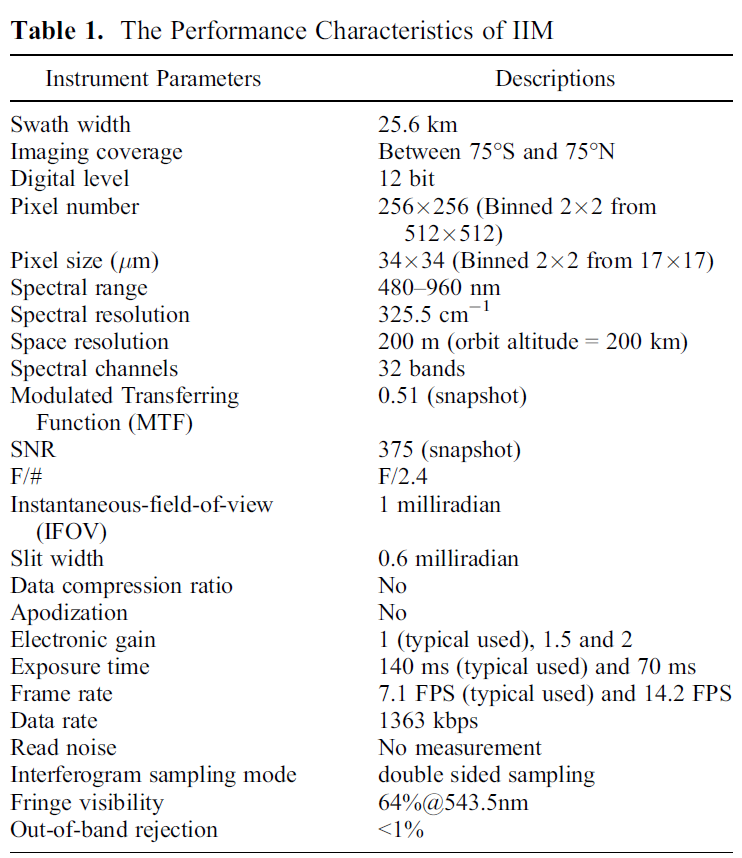 Table 1. The Performance Characteristics of IIM
Instrument Parameters Descriptions
Swath width 25.6 km
Imaging coverage Between 75°S and 75°N
Digital level 12 bit
Pixel number 256×256 (Binned 2×2 from
512×512)
Pixel size (μm) 34×34 (Binned 2×2 from 17×17)
Spectral range 480–960 nm
Spectral resolution 325.5 cm⁻¹
Space resolution 200 m (orbit altitude = 200 km)
Spectral channels 32 bands
Modulated Transferring 0.51 (snapshot)
Function (MTF)
SNR 375 (snapshot)
F/# F/2.4
Instantaneous-field-of-view 1 milliradian
(IFOV)
Slit width 0.6 milliradian
Data compression ratio No
Apodization No
Electronic gain 1 (typical used), 1.5 and 2
Exposure time 140 ms (typical used) and 70 ms
Frame rate 7.1 FPS (typical used) and 14.2 FPS
Data rate 1363 kbps
Read noise No measurement
Interferogram sampling mode double sided sampling
Fringe visibility 64%@543.5nm
Out-of-band rejection <1%